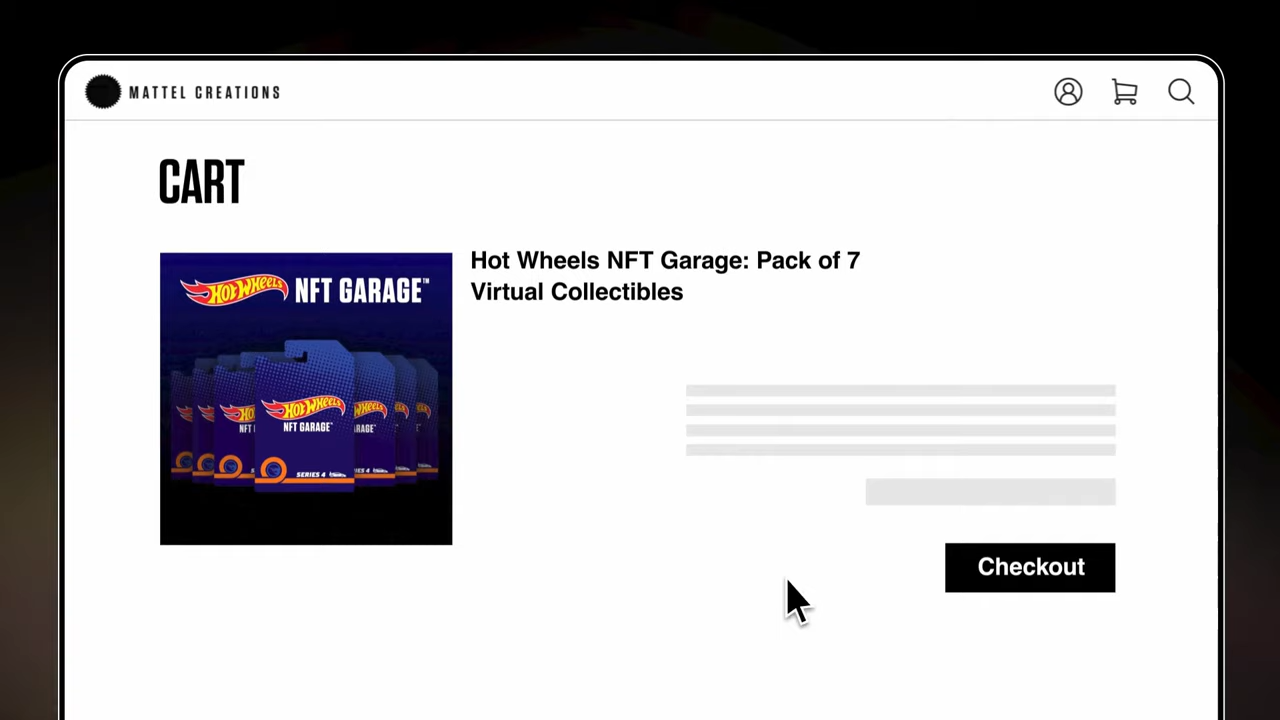 MATTEL CREATIONS
CART
Hot Wheels NFT Garage: Pack of 7
Virtual Collectibles
HOT WHEELS NFT GARAGE™
HOT WHEELS
NFT GARAGE™
SERIES 4
Checkout